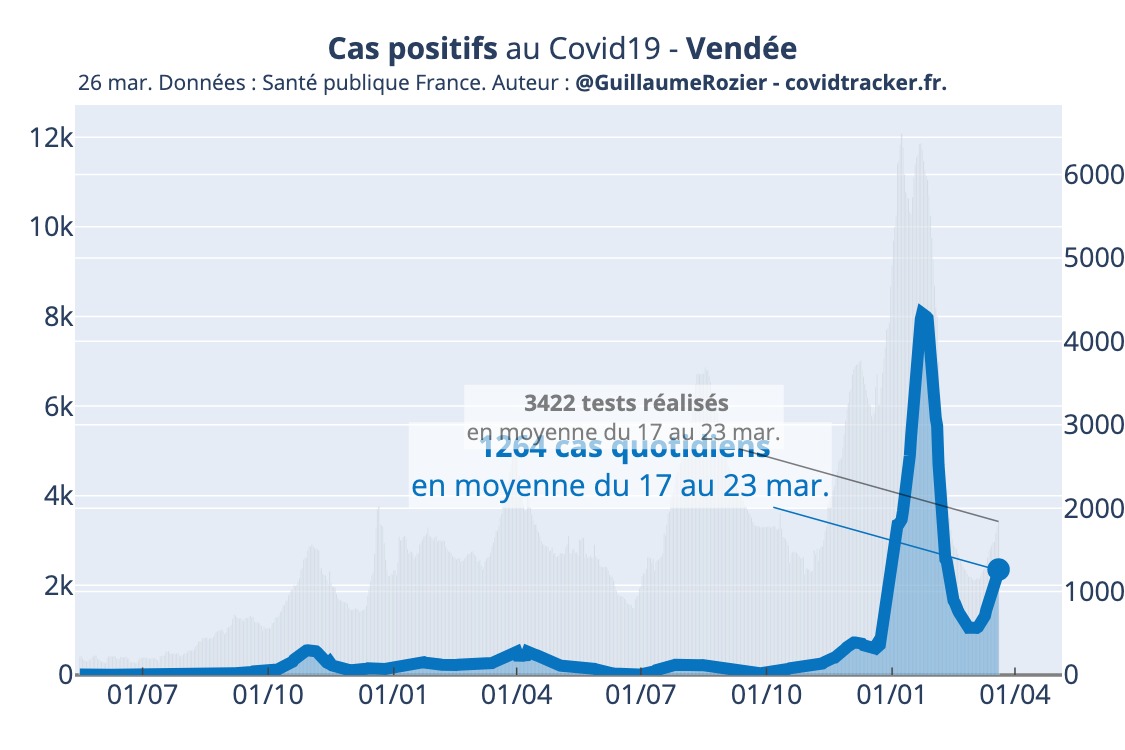 Cas positifs au Covid19 - Vendée
26 mar. Données : Santé publique France. Auteur : @GuillaumeRozier - covidtracker.fr.
12k
10k
8k
6k
4k
2k
0
6000
5000
4000
3000
2000
1000
0
3422 tests réalisés
en moyenne du 17 au 23 mar.
1264 cas quotidiens
en moyenne du 17 au 23 mar.
01/07 01/10 01/01 01/04 01/07 01/10 01/01 01/04